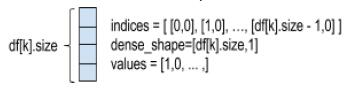 indices = [ [0,0], [1,0], ..., [df[k].size - 1,0] ]
df[k].size
dense_shape=[df[k].size,1]
values = [1,0, ... ,]